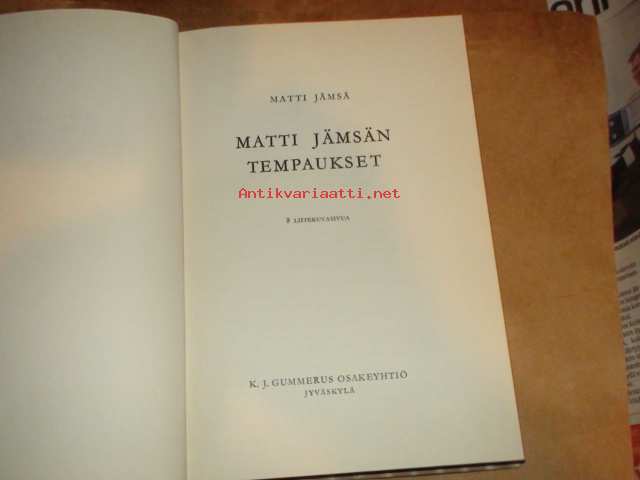 MATTI JÄMSÄ
MATTI JÄMSÄN
TEMPAUKSET
Antikvariaatti.net
8 LIITEKUVASIVUA
K. J. GUMMERUS OSAKEYHTIÖ
JYVÄSKYLÄ